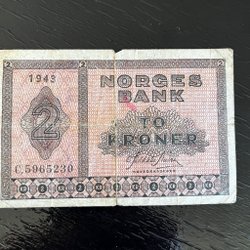 1943
NORGES
BANK
2
TO
KRONER
C.5965230